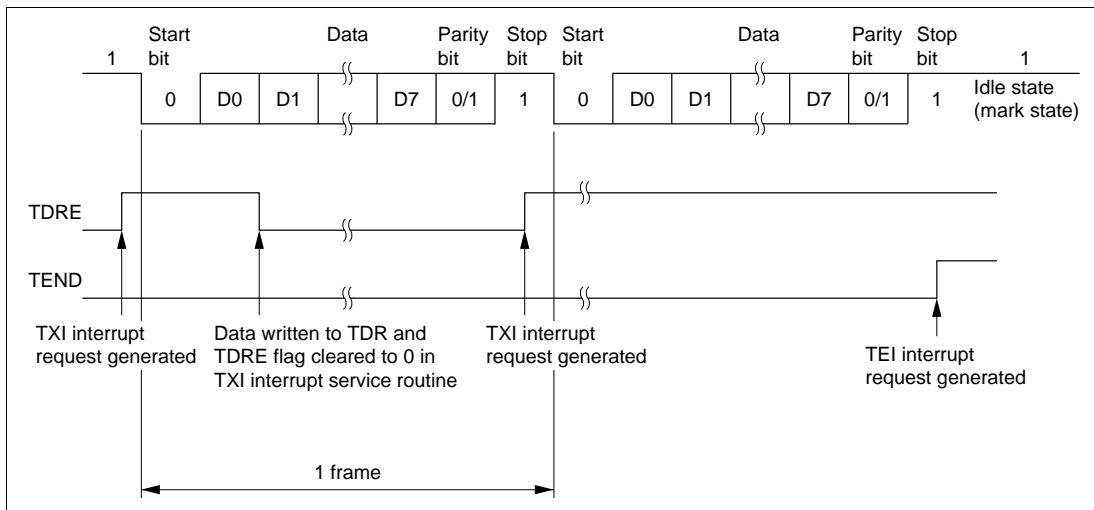 Start bit
Data
Parity bit
Stop bit
Start bit
Data
Parity bit
Stop bit
1
1
0
D0
D1
D7
0/1
1
0
D0
D1
D7
0/1
1
Idle state
(mark state)
TDRE
TEND
TXI interrupt
request generated
Data written to TDR and
TDRE flag cleared to 0 in
TXI interrupt service routine
TXI interrupt
request generated
TEI interrupt
request generated
1 frame